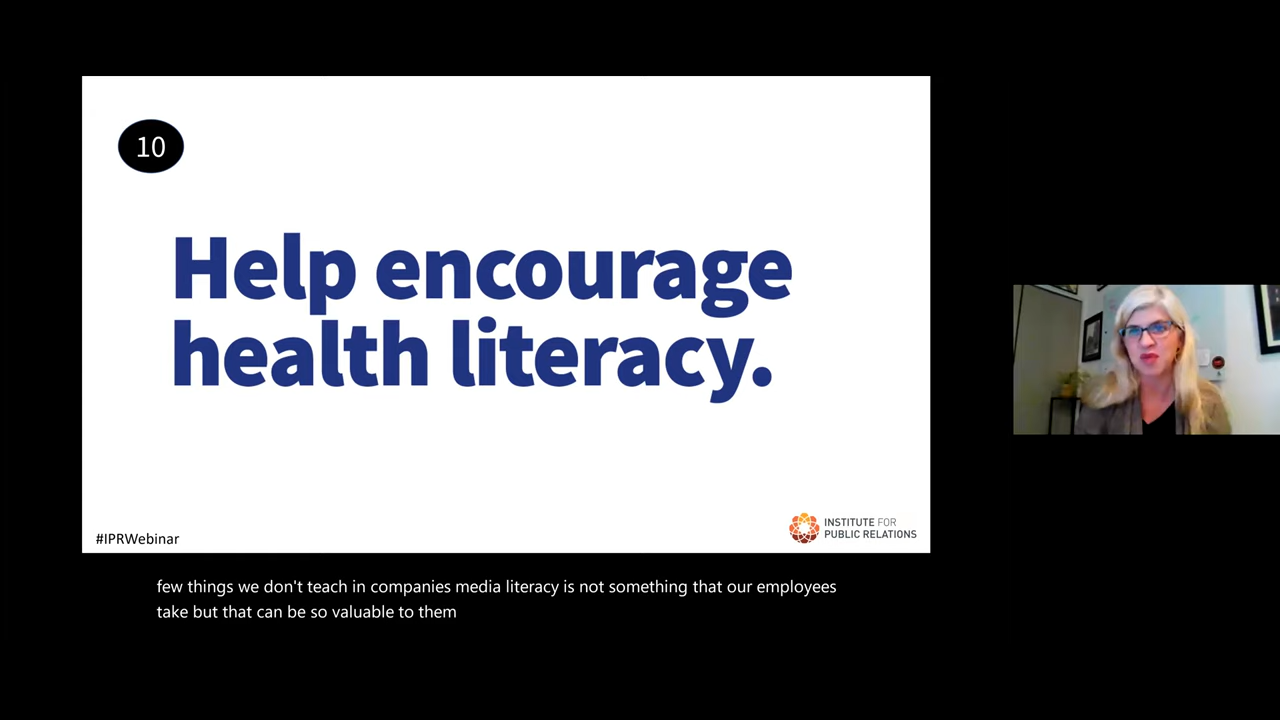 10
Help encourage
health literacy.
#IPRWebinar
INSTITUTE FOR
PUBLIC RELATIONS
few things we don't teach in companies media literacy is not something that our employees
take but that can be so valuable to them